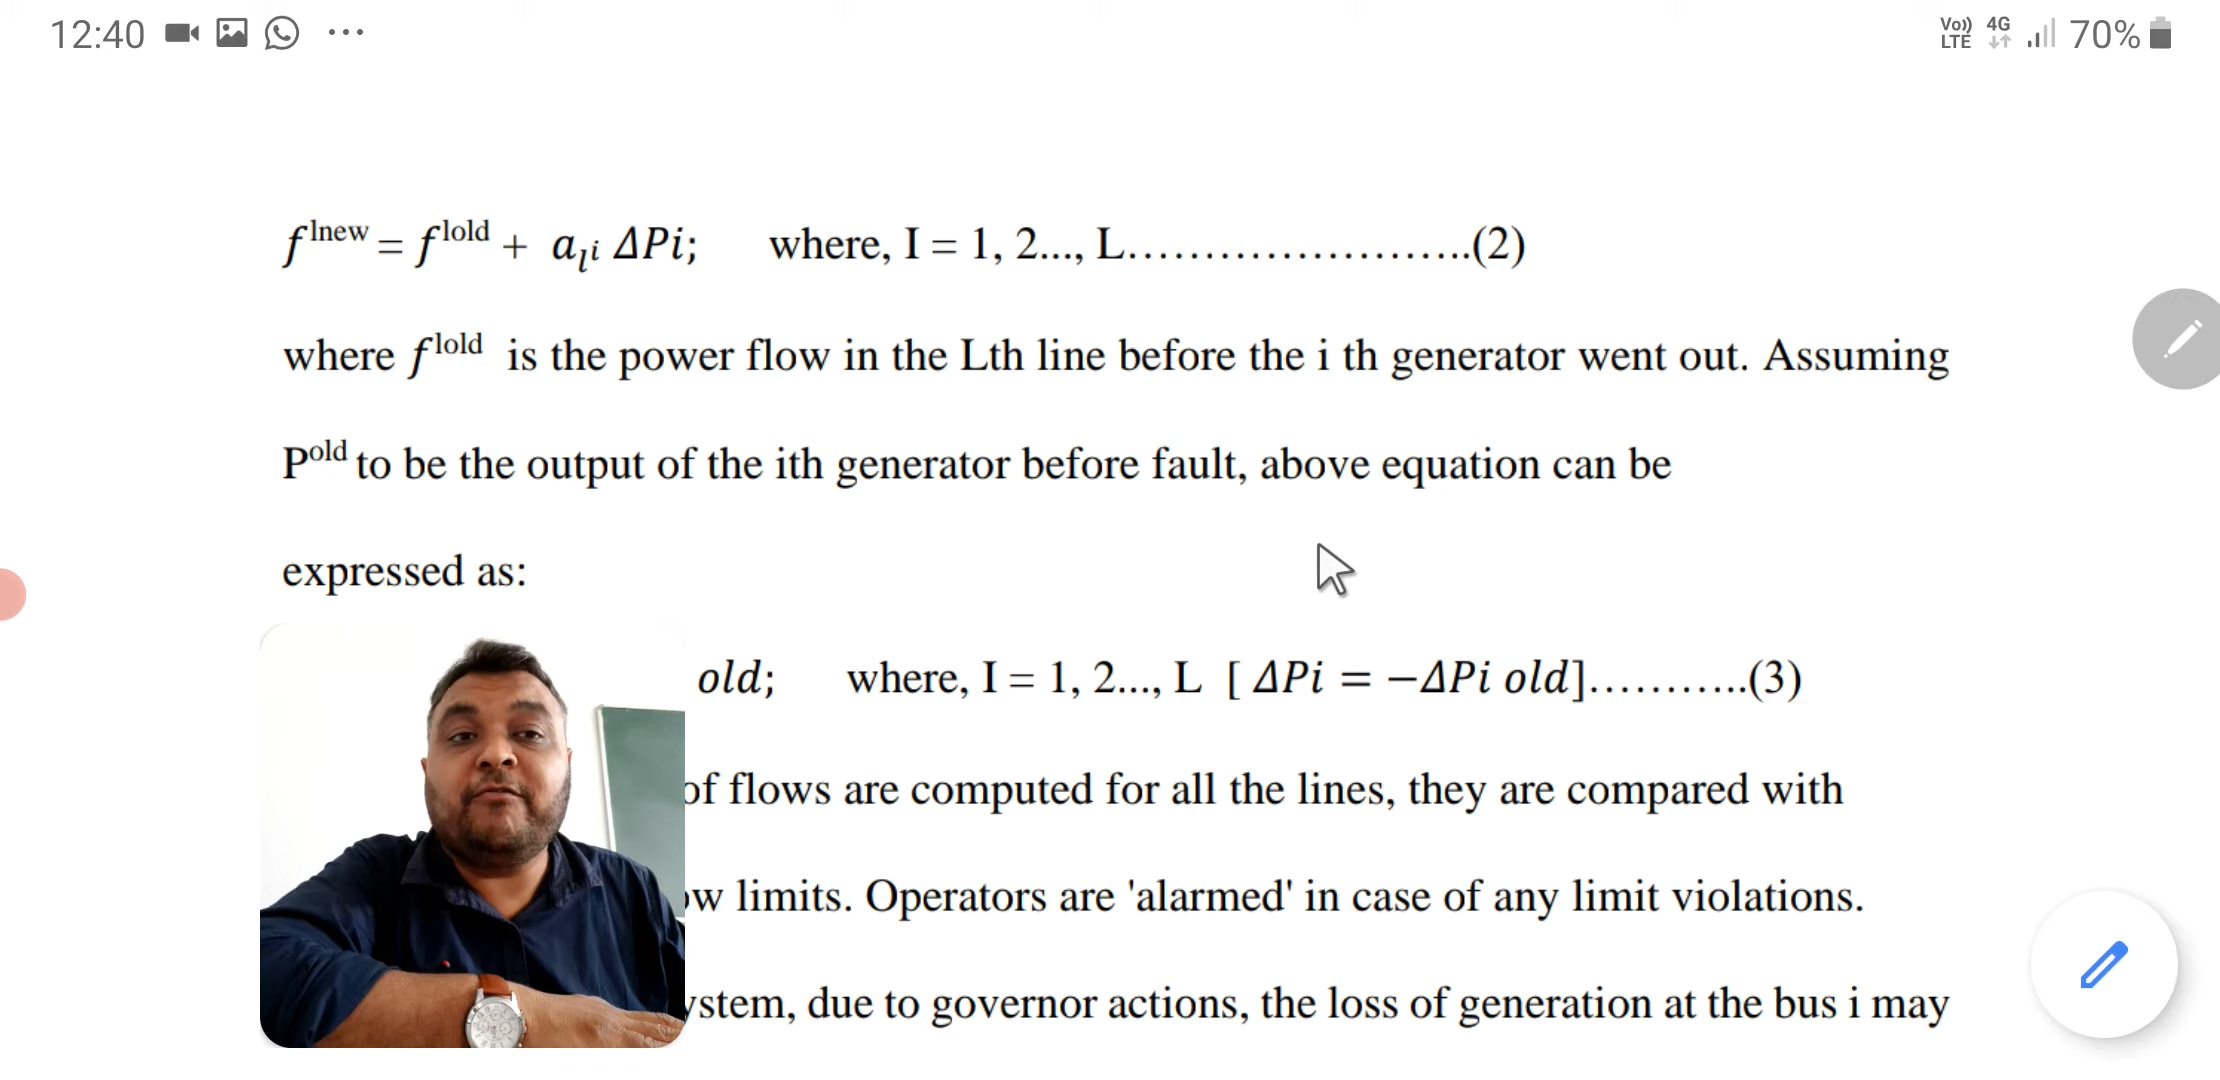 12:40 ... Vo)) LTE 4G 70%
f^lnew = f^lold + a_li ΔPi; where, I = 1, 2..., L.......................(2)
where f^lold is the power flow in the Lth line before the i th generator went out. Assuming
P^old to be the output of the ith generator before fault, above equation can be
expressed as:
old; where, I = 1, 2..., L [ ΔPi = −ΔPi old]...........(3)
of flows are computed for all the lines, they are compared with
limits. Operators are 'alarmed' in case of any limit violations.
due to governor actions, the loss of generation at the bus i may